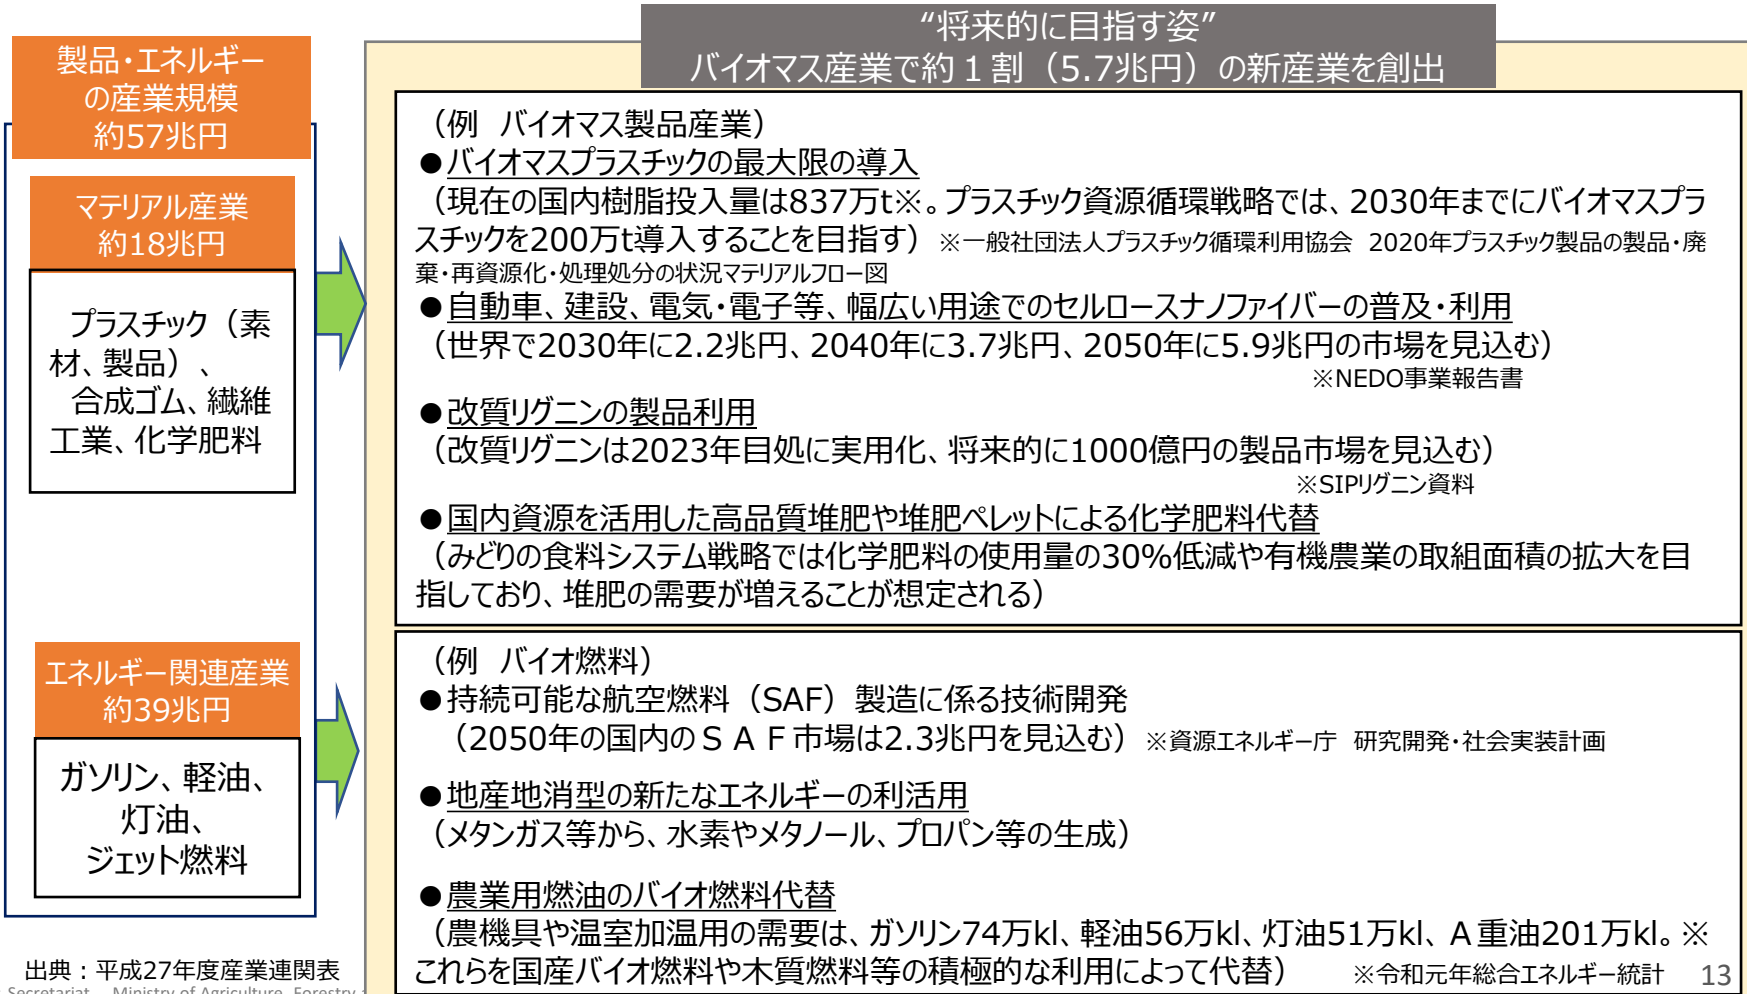 “将来的に目指す姿”
バイオマス産業で約１割（5.7兆円）の新産業を創出
製品・エネルギー
の産業規模
約57兆円
マテリアル産業
約18兆円
プラスチック（素
材、製品）、
合成ゴム、繊維
工業、化学肥料
エネルギー関連産業
約39兆円
ガソリン、軽油、
灯油、
ジェット燃料
（例　バイオマス製品産業）
●バイオマスプラスチックの最大限の導入
（現在の国内樹脂投入量は837万t※。プラスチック資源循環戦略では、2030年までにバイオマスプラ
スチックを200万t導入することを目指す）※一般社団法人プラスチック循環利用協会　2020年プラスチック製品の製品・廃
棄・再資源化・処理処分の状況マテリアルフロー図
●自動車、建設、電気・電子等、幅広い用途でのセルロースナノファイバーの普及・利用
（世界で2030年に2.2兆円、2040年に3.7兆円、2050年に5.9兆円の市場を見込む）
※NEDO事業報告書
●改質リグニンの製品利用
（改質リグニンは2023年目処に実用化、将来的に1000億円の製品市場を見込む）
※SIPリグニン資料
●国内資源を活用した高品質堆肥や堆肥ペレットによる化学肥料代替
（みどりの食料システム戦略では化学肥料の使用量の30%低減や有機農業の取組面積の拡大を目
指しており、堆肥の需要が増えることが想定される）
（例　バイオ燃料）
●持続可能な航空燃料（SAF）製造に係る技術開発
（2050年の国内のＳＡＦ市場は2.3兆円を見込む）※資源エネルギー庁　研究開発・社会実装計画
●地産地消型の新たなエネルギーの利活用
（メタンガス等から、水素やメタノール、プロパン等の生成）
●農業用燃油のバイオ燃料代替
（農機具や温室加温用の需要は、ガソリン74万kl、軽油56万kl、灯油51万kl、Ａ重油201万kl。※
これらを国産バイオ燃料や木質燃料等の積極的な利用によって代替）　※令和元年総合エネルギー統計
出典：平成27年度産業連関表
Secretariat Ministry of Agriculture, Forestry
13